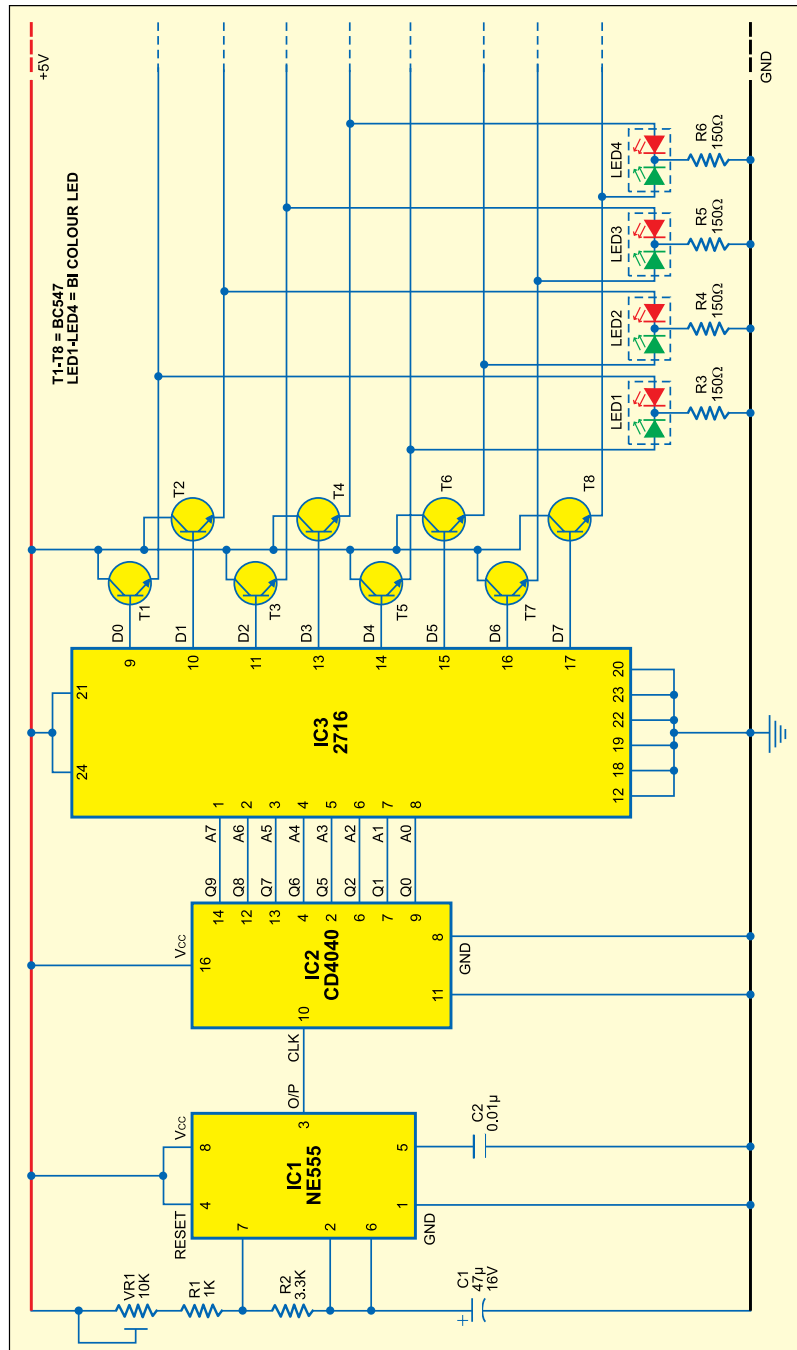 +5V
GND
T1-T8 = BC547
LED1-LED4 = BI COLOUR LED
VR1
10K
R1
1K
R2
3.3K
C1
47µ
16V
+
RESET
4
8
Vcc
7
2
6
IC1
NE555
3
O/P
1
GND
5
C2
0.01µ
CLK
10
16
Vcc
IC2
CD4040
11
8
GND
14
Q9
A7
1
12
Q8
A6
2
13
Q7
A5
3
4
Q6
A4
4
2
Q5
A3
5
6
Q2
A2
6
7
Q1
A1
7
9
Q0
A0
8
24
21
IC3
2716
12
18
19
22
23
20
9
D0
T1
10
D1
T2
11
D2
T3
13
D3
T4
14
D4
T5
15
D5
T6
16
D6
T7
17
D7
T8
LED1
R3
150Ω
LED2
R4
150Ω
LED3
R5
150Ω
LED4
R6
150Ω